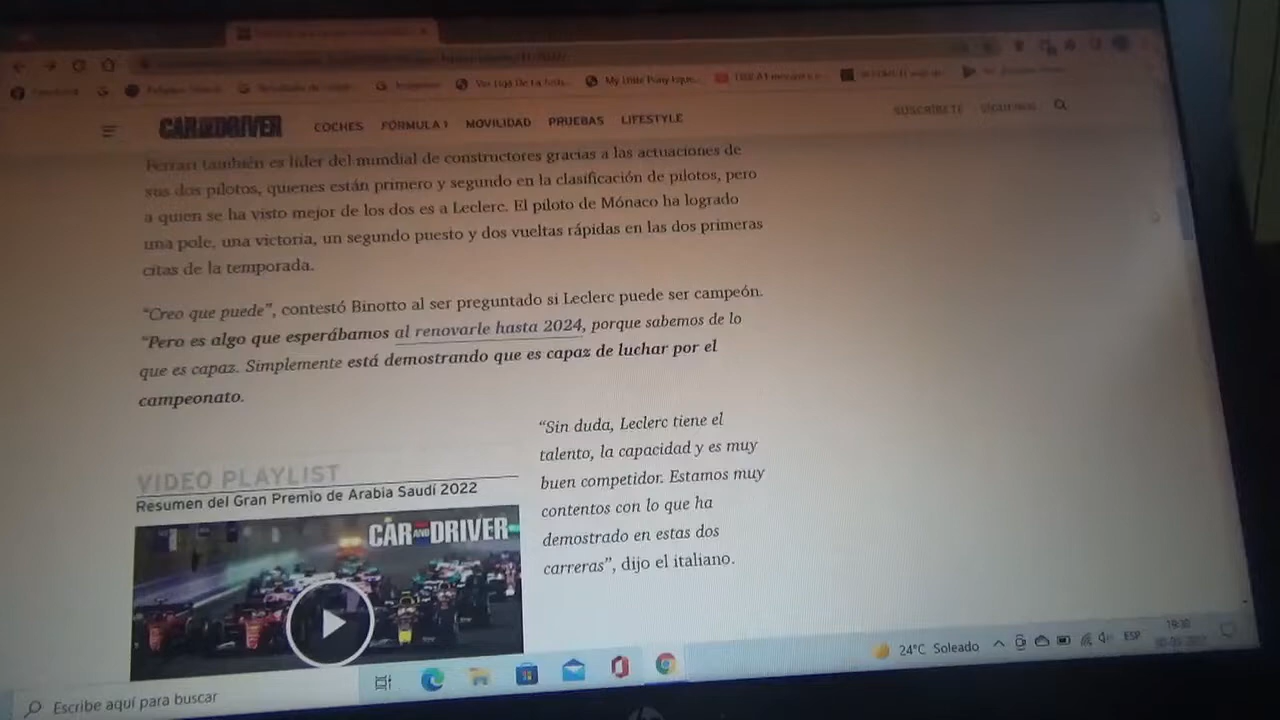 CAR AND DRIVER
COCHES FÓRMULA 1 MOVILIDAD PRUEBAS LIFESTYLE
SUSCRÍBETE SÍGUENOS
Ferrari también es líder del mundial de constructores gracias a las actuaciones de
sus dos pilotos, quienes están primero y segundo en la clasificación de pilotos, pero
a quien se ha visto mejor de los dos es a Leclerc. El piloto de Mónaco ha logrado
una pole, una victoria, un segundo puesto y dos vueltas rápidas en las dos primeras
citas de la temporada.
“Creo que puede”, contestó Binotto al ser preguntado si Leclerc puede ser campeón.
“Pero es algo que esperábamos al renovarle hasta 2024, porque sabemos de lo
que es capaz. Simplemente está demostrando que es capaz de luchar por el
campeonato.
VIDEO PLAYLIST
Resumen del Gran Premio de Arabia Saudí 2022
CAR AND DRIVER
“Sin duda, Leclerc tiene el
talento, la capacidad y es muy
buen competidor. Estamos muy
contentos con lo que ha
demostrado en estas dos
carreras”, dijo el italiano.
24°C Soleado
ESP
19:30
Escribe aquí para buscar